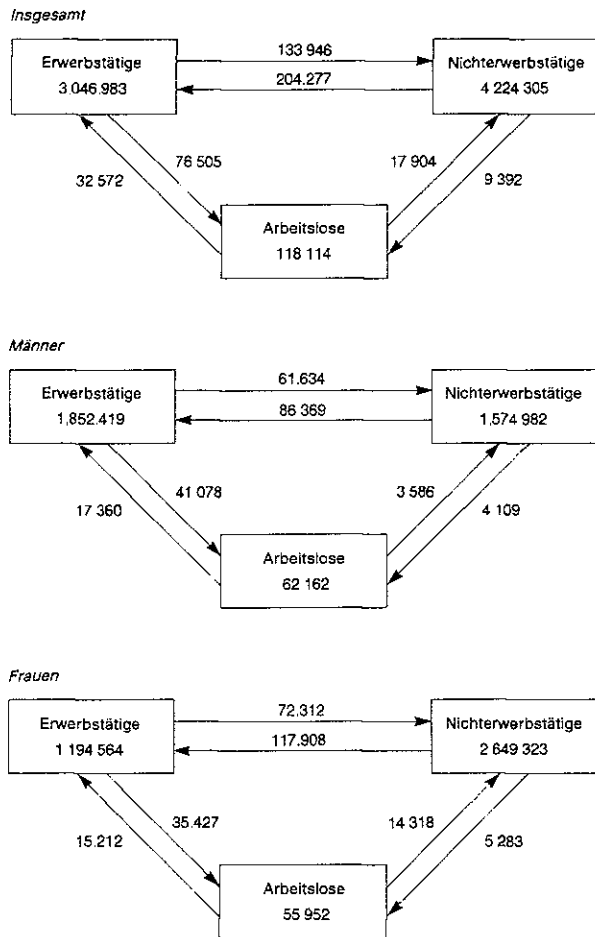 Insgesamt
133 946
Erwerbstätige
3.046.983
Nichterwerbstätige
4 224 305
204.277
76 505
17 904
32 572
9 392
Arbeitslose
118 114
Männer
61.634
Erwerbstätige
1,852.419
Nichterwerbstätige
1,574 982
86 369
41 078
3 586
17 360
4 109
Arbeitslose
62 162
Frauen
72.312
Erwerbstätige
1 194 564
Nichterwerbstätige
2 649 323
117.908
35.427
14 318
15.212
5 283
Arbeitslose
55 952